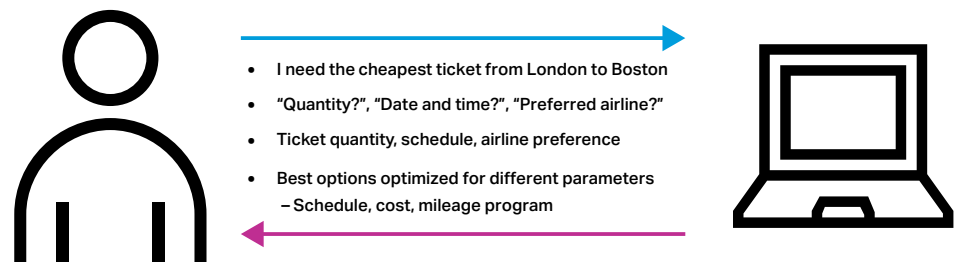 • I need the cheapest ticket from London to Boston
• “Quantity?”, “Date and time?”, “Preferred airline?”
• Ticket quantity, schedule, airline preference
• Best options optimized for different parameters
– Schedule, cost, mileage program